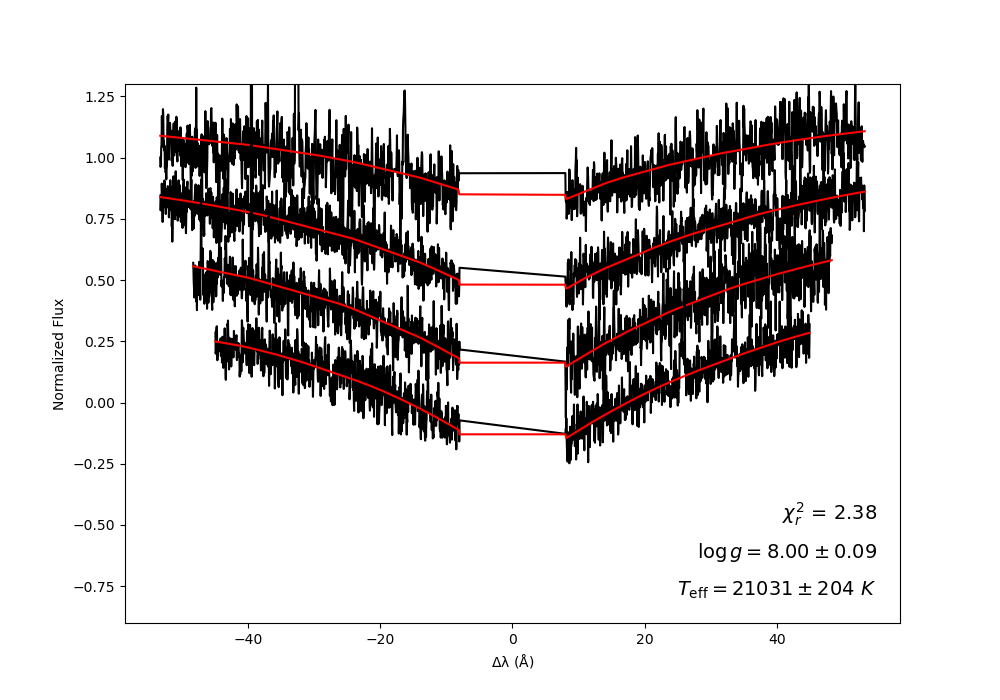 1.25
1.00
0.75
0.50
0.25
0.00
−0.25
−0.50
−0.75
Normalized Flux
χ²ᵣ = 2.38
log g = 8.00 ± 0.09
T_eff = 21031 ± 204 K
−40 −20 0 20 40
Δλ (Å)